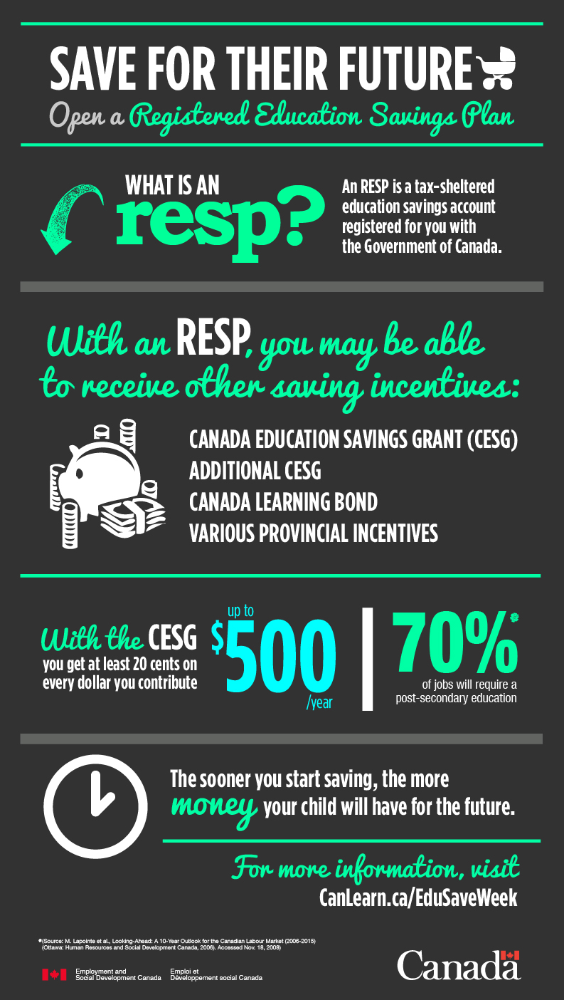 SAVE FOR THEIR FUTURE
Open a Registered Education Savings Plan
WHAT IS AN
resp?
An RESP is a tax-sheltered
education savings account
registered for you with
the Government of Canada.
With an RESP, you may be able
to receive other saving incentives:
CANADA EDUCATION SAVINGS GRANT (CESG)
ADDITIONAL CESG
CANADA LEARNING BOND
VARIOUS PROVINCIAL INCENTIVES
With the CESG
you get at least 20 cents on
every dollar you contribute
up to
$500
/year
70%*
of jobs will require a
post-secondary education
The sooner you start saving, the more
money your child will have for the future.
For more information, visit
CanLearn.ca/EduSaveWeek
*(Source: M. Lapointe et al., Looking-Ahead: A 10-Year Outlook for the Canadian Labour Market (2006-2015)
(Ottawa: Human Resources and Social Development Canada, 2006). Accessed Nov. 18, 2009)
Employment and
Social Development Canada
Emploi et
Développement social Canada
Canada